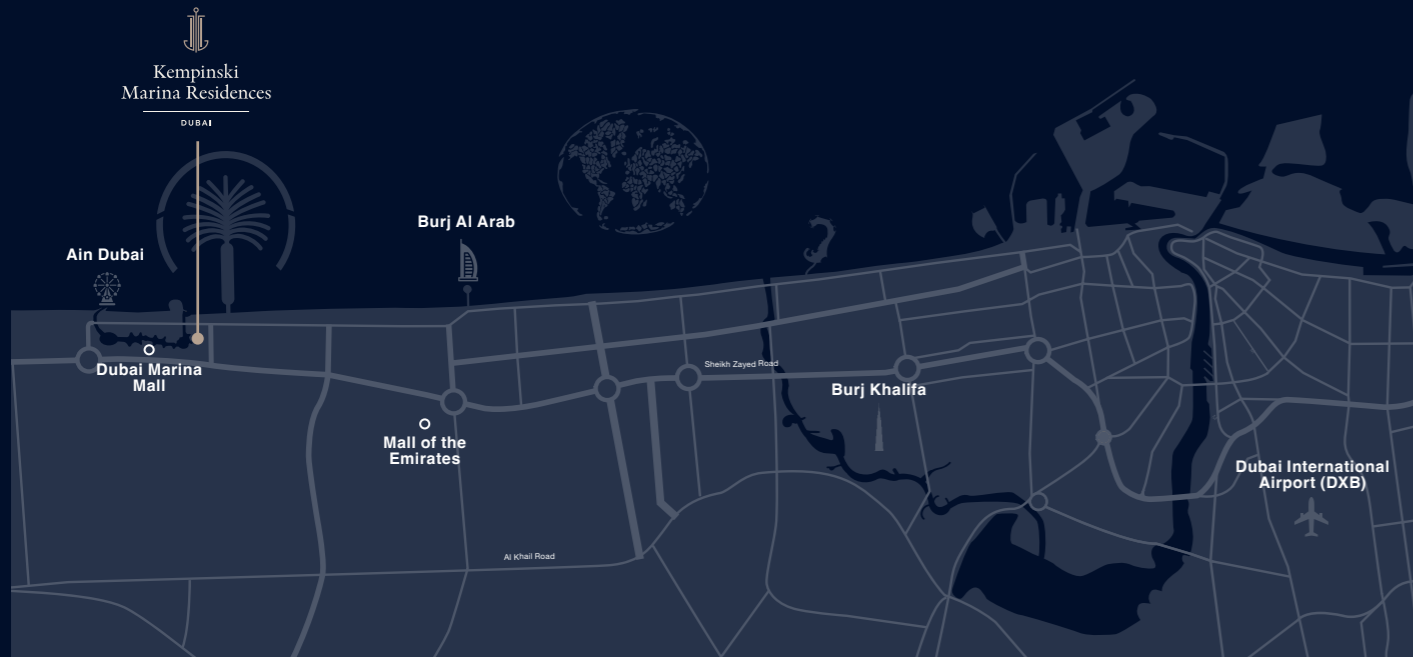 Kempinski
Marina Residences
DUBAI
Burj Al Arab
Ain Dubai
Sheikh Zayed Road
Dubai Marina
Mall
Burj Khalifa
Mall of the
Emirates
Dubai International
Airport (DXB)
Al Khail Road